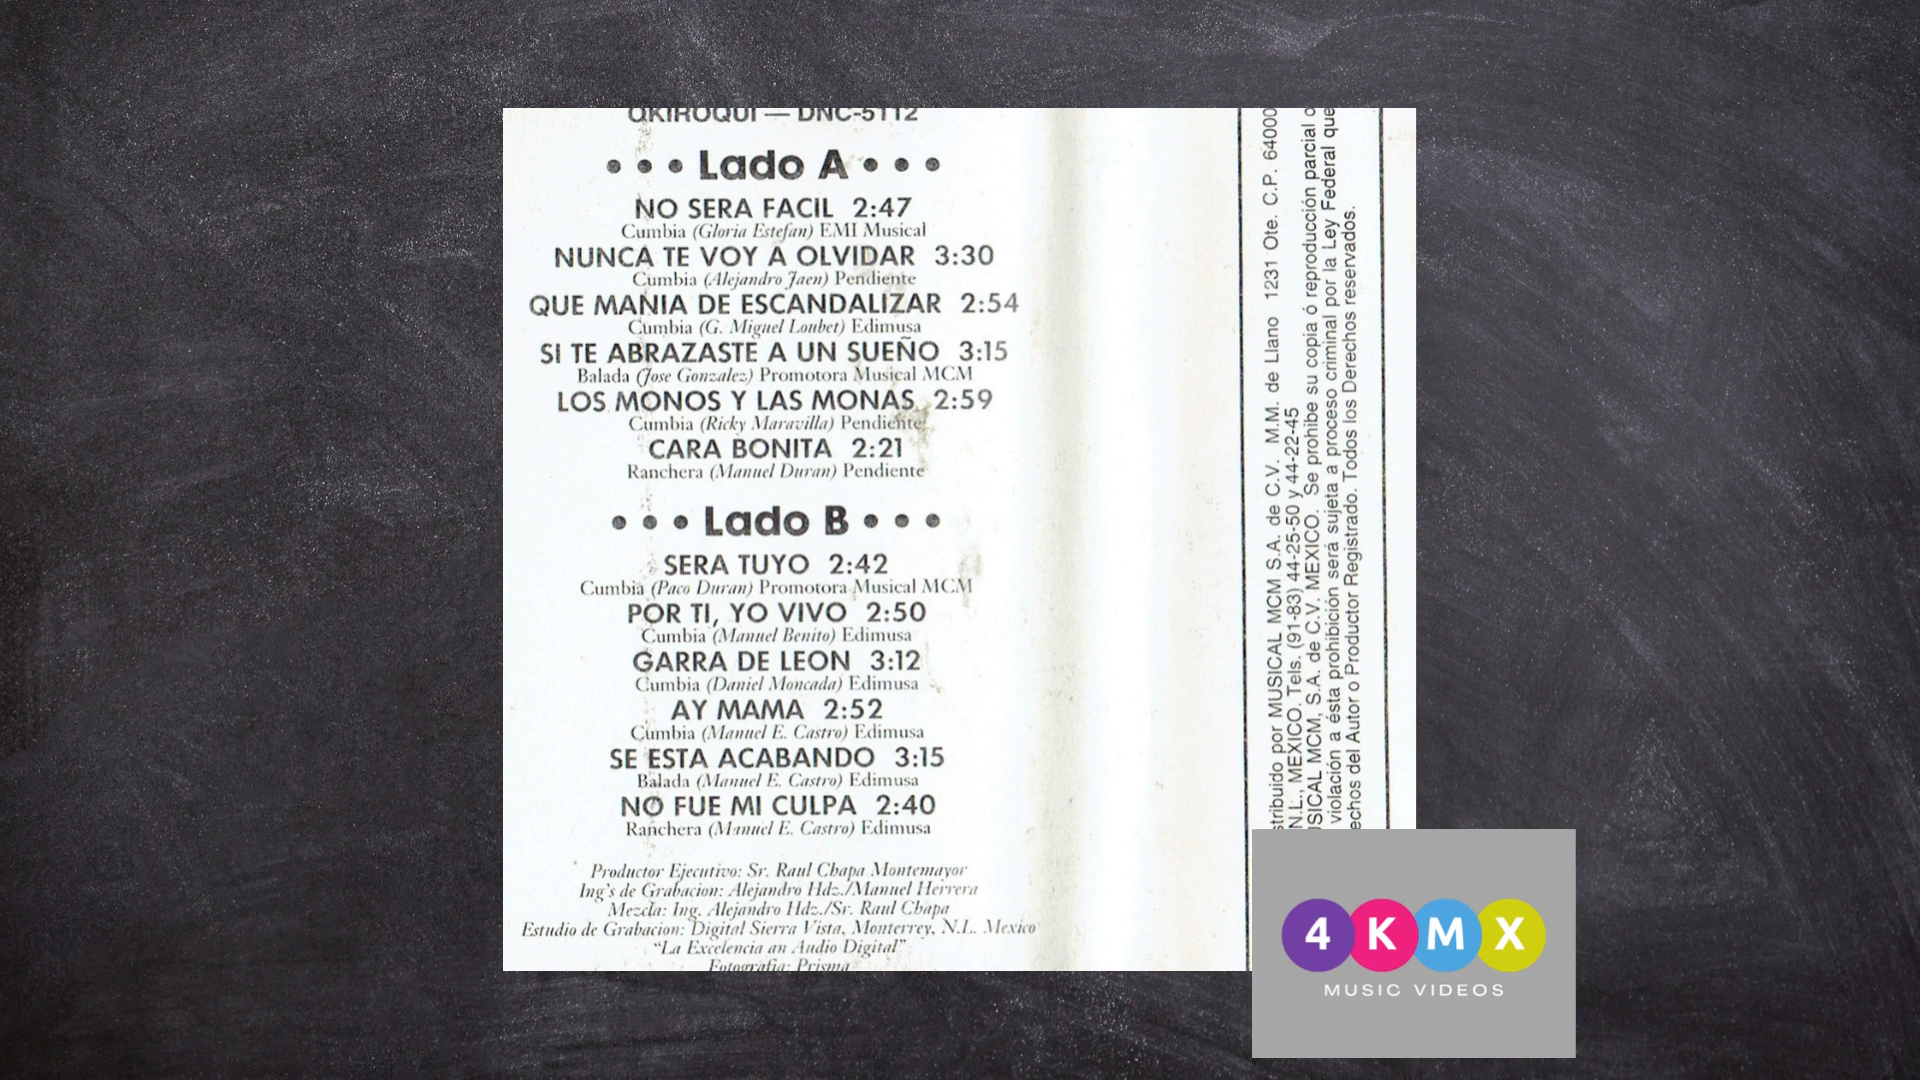 QKIROQUI — DNC-5112
• • • Lado A • • •
NO SERA FACIL 2:47
Cumbia (Gloria Estefan) EMI Musical
NUNCA TE VOY A OLVIDAR 3:30
Cumbia (Alejandro Jaen) Pendiente
QUE MANIA DE ESCANDALIZAR 2:54
Cumbia (G. Miguel Loubet) Edimusa
SI TE ABRAZASTE A UN SUEÑO 3:15
Balada (Jose Gonzalez) Promotora Musical MCM
LOS MONOS Y LAS MONAS 2:59
Cumbia (Ricky Maravilla) Pendiente
CARA BONITA 2:21
Ranchera (Manuel Duran) Pendiente
• • • Lado B • • •
SERA TUYO 2:42
Cumbia (Paco Duran) Promotora Musical MCM
POR TI, YO VIVO 2:50
Cumbia (Manuel Benito) Edimusa
GARRA DE LEON 3:12
Cumbia (Daniel Moncada) Edimusa
AY MAMA 2:52
Cumbia (Manuel E. Castro) Edimusa
SE ESTA ACABANDO 3:15
Balada (Manuel E. Castro) Edimusa
NO FUE MI CULPA 2:40
Ranchera (Manuel E. Castro) Edimusa
Productor Ejecutivo: Sr. Raul Chapa Montemayor
Ing's de Grabacion: Alejandro Hdz./Manuel Herrera
Mezcla: Ing. Alejandro Hdz./Sr. Raul Chapa
Estudio de Grabacion: Digital Sierra Vista, Monterrey, N.L. Mexico
"La Excelencia an Audio Digital"
Fotografia: Prisma
stribuido por MUSICAL MCM S.A. de C.V. M.M. de Llano 1231 Ote. C.P. 64000
N.L., MEXICO. Tels. (91-83) 44-25-50 y 44-22-45
USICAL MCM, S.A. de C.V. MEXICO. Se prohibe su copia ó reproducción parcial o
violación a ésta prohibición será sujeta a proceso criminal por la Ley Federal que
echos del Autor o Productor Registrado. Todos los Derechos reservados.
4KMX
MUSIC VIDEOS